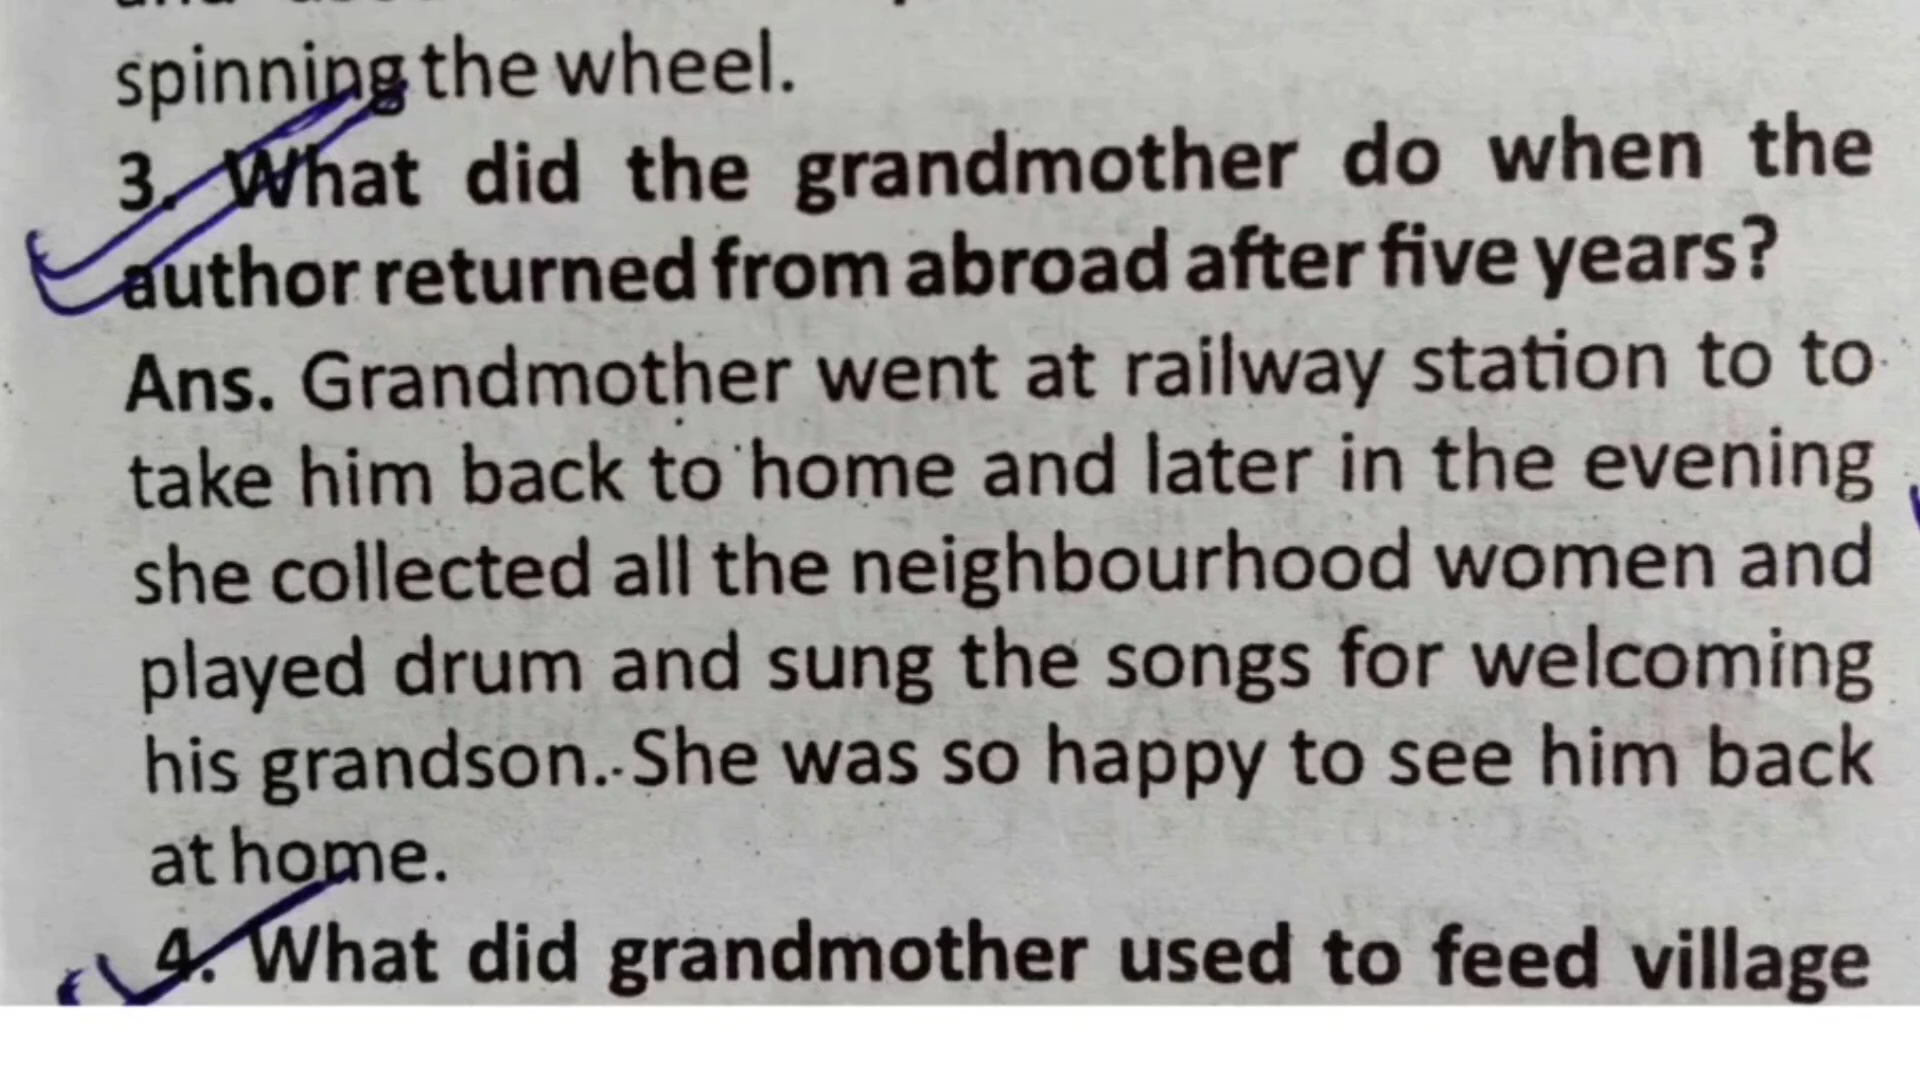 spinning the wheel.
3. What did the grandmother do when the
author returned from abroad after five years?
Ans. Grandmother went at railway station to to
take him back to home and later in the evening
she collected all the neighbourhood women and
played drum and sung the songs for welcoming
his grandson. She was so happy to see him back
at home.
4. What did grandmother used to feed village